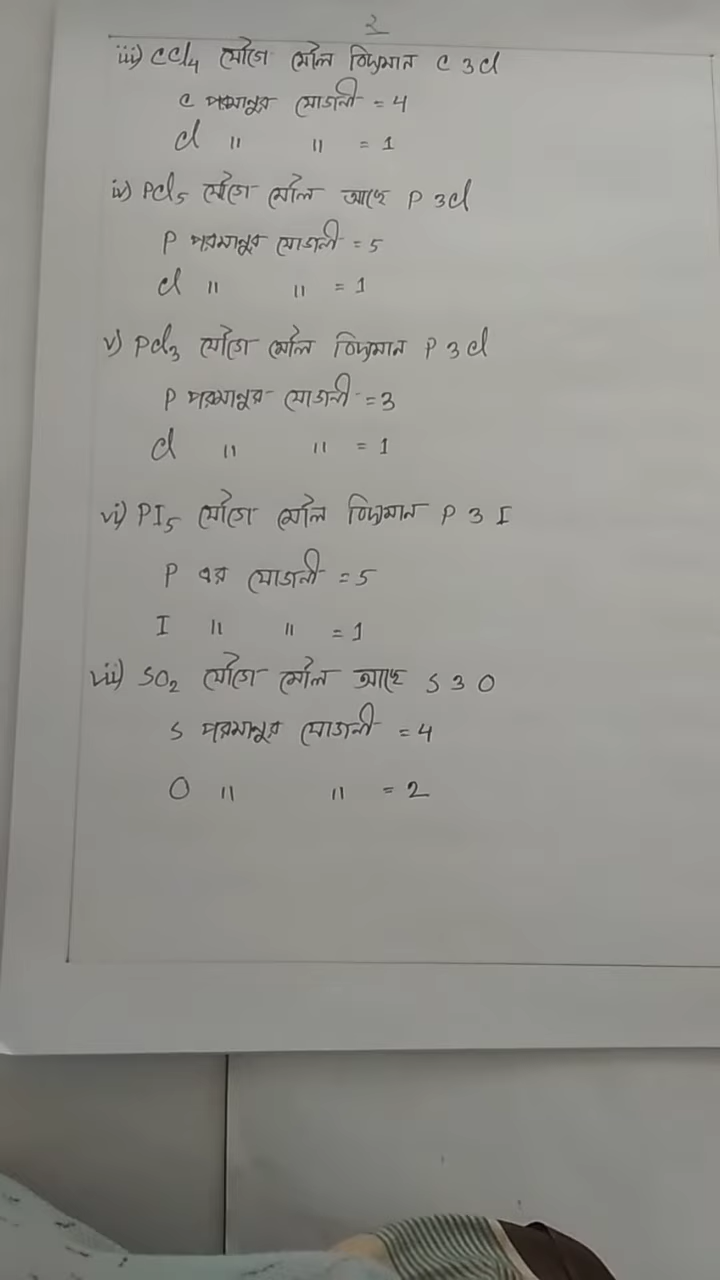 ২
iii) CCl4 যৌগে মৌল বিদ্যমান C ও Cl
C পরমানুর যোজনী = 4
Cl " " = 1
iv) PCl5 যৌগে মৌল আছে P ও Cl
P পরমানুর যোজনী = 5
Cl " " = 1
v) PCl3 যৌগে মৌল বিদ্যমান P ও Cl
P পরমানুর যোজনী = 3
Cl " " = 1
vi) PI5 যৌগে মৌল বিদ্যমান P ও I
P এর যোজনী = 5
I " " = 1
vii) SO2 যৌগে মৌল আছে S ও O
S পরমানুর যোজনী = 4
O " " = 2